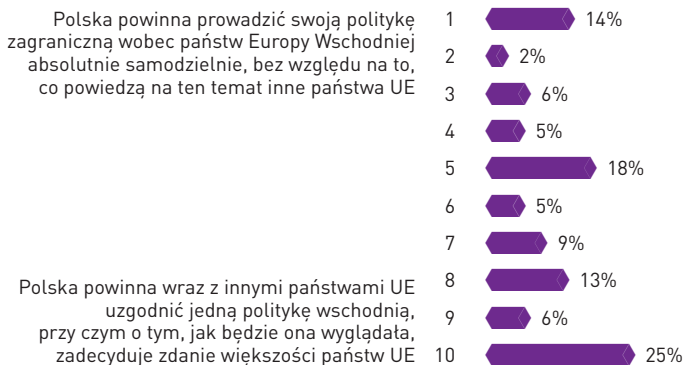 Polska powinna prowadzić swoją politykę 1 14%
zagraniczną wobec państw Europy Wschodniej
absolutnie samodzielnie, bez względu na to, 2 2%
co powiedzą na ten temat inne państwa UE 3 6%
4 5%
5 18%
6 5%
7 9%
Polska powinna wraz z innymi państwami UE 8 13%
uzgodnić jedną politykę wschodnią,
przy czym o tym, jak będzie ona wyglądała, 9 6%
zadecyduje zdanie większości państw UE 10 25%